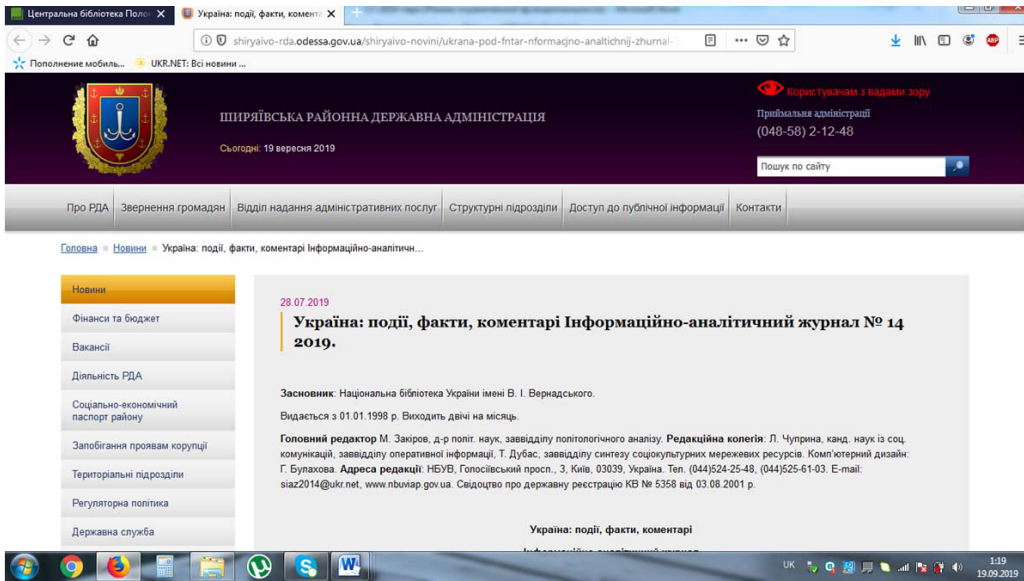 Центральна бібліотека Поло
Україна: події, факти, комента
shiryaivo-rda.odessa.gov.ua/shiryaivo-novini/ukrana-pod-fntar-nformacjno-analtichnij-zhurnal-
Пополнение мобиль...
UKR.NET: Всі новини ...
ABP
ШИРЯЇВСЬКА РАЙОННА ДЕРЖАВНА АДМІНІСТРАЦІЯ
Сьогодні: 19 вересня 2019
Користувачам з вадами зору
Приймальня адміністрації
(048-58) 2-12-48
Пошук по сайту
Про РДА
Звернення громадян
Відділ надання адміністративних послуг
Структурні підрозділи
Доступ до публічної інформації
Контакти
Головна = Новини = Україна: події, факти, коментарі Інформаційно-аналітичн...
Новини
Фінанси та бюджет
Вакансії
Діяльність РДА
Соціально-економічний
паспорт району
Запобігання проявам корупції
Територіальні підрозділи
Регуляторна політика
Державна служба
28.07.2019
Україна: події, факти, коментарі Інформаційно-аналітичний журнал № 14
2019.
Засновник: Національна бібліотека України імені В. І. Вернадського.
Видається з 01.01.1998 р. Виходить двічі на місяць.
Головний редактор М. Закіров, д-р політ. наук, заввідділу політологічного аналізу. Редакційна колегія: Л. Чуприна, канд. наук із соц.
комунікацій, заввідділу оперативної інформації, Т. Дубас, заввідділу синтезу соціокультурних мережевих ресурсів. Комп'ютерний дизайн:
Г. Булахова. Адреса редакції: НБУВ, Голосіївський просп., 3, Київ, 03039, Україна. Тел. (044)524-25-48, (044)525-61-03. E-mail:
siaz2014@ukr.net, www.nbuviap.gov.ua. Свідоцтво про державну реєстрацію КВ № 5358 від 03.08.2001 р.
Україна: події, факти, коментарі
UK
1:19
19.09.2019